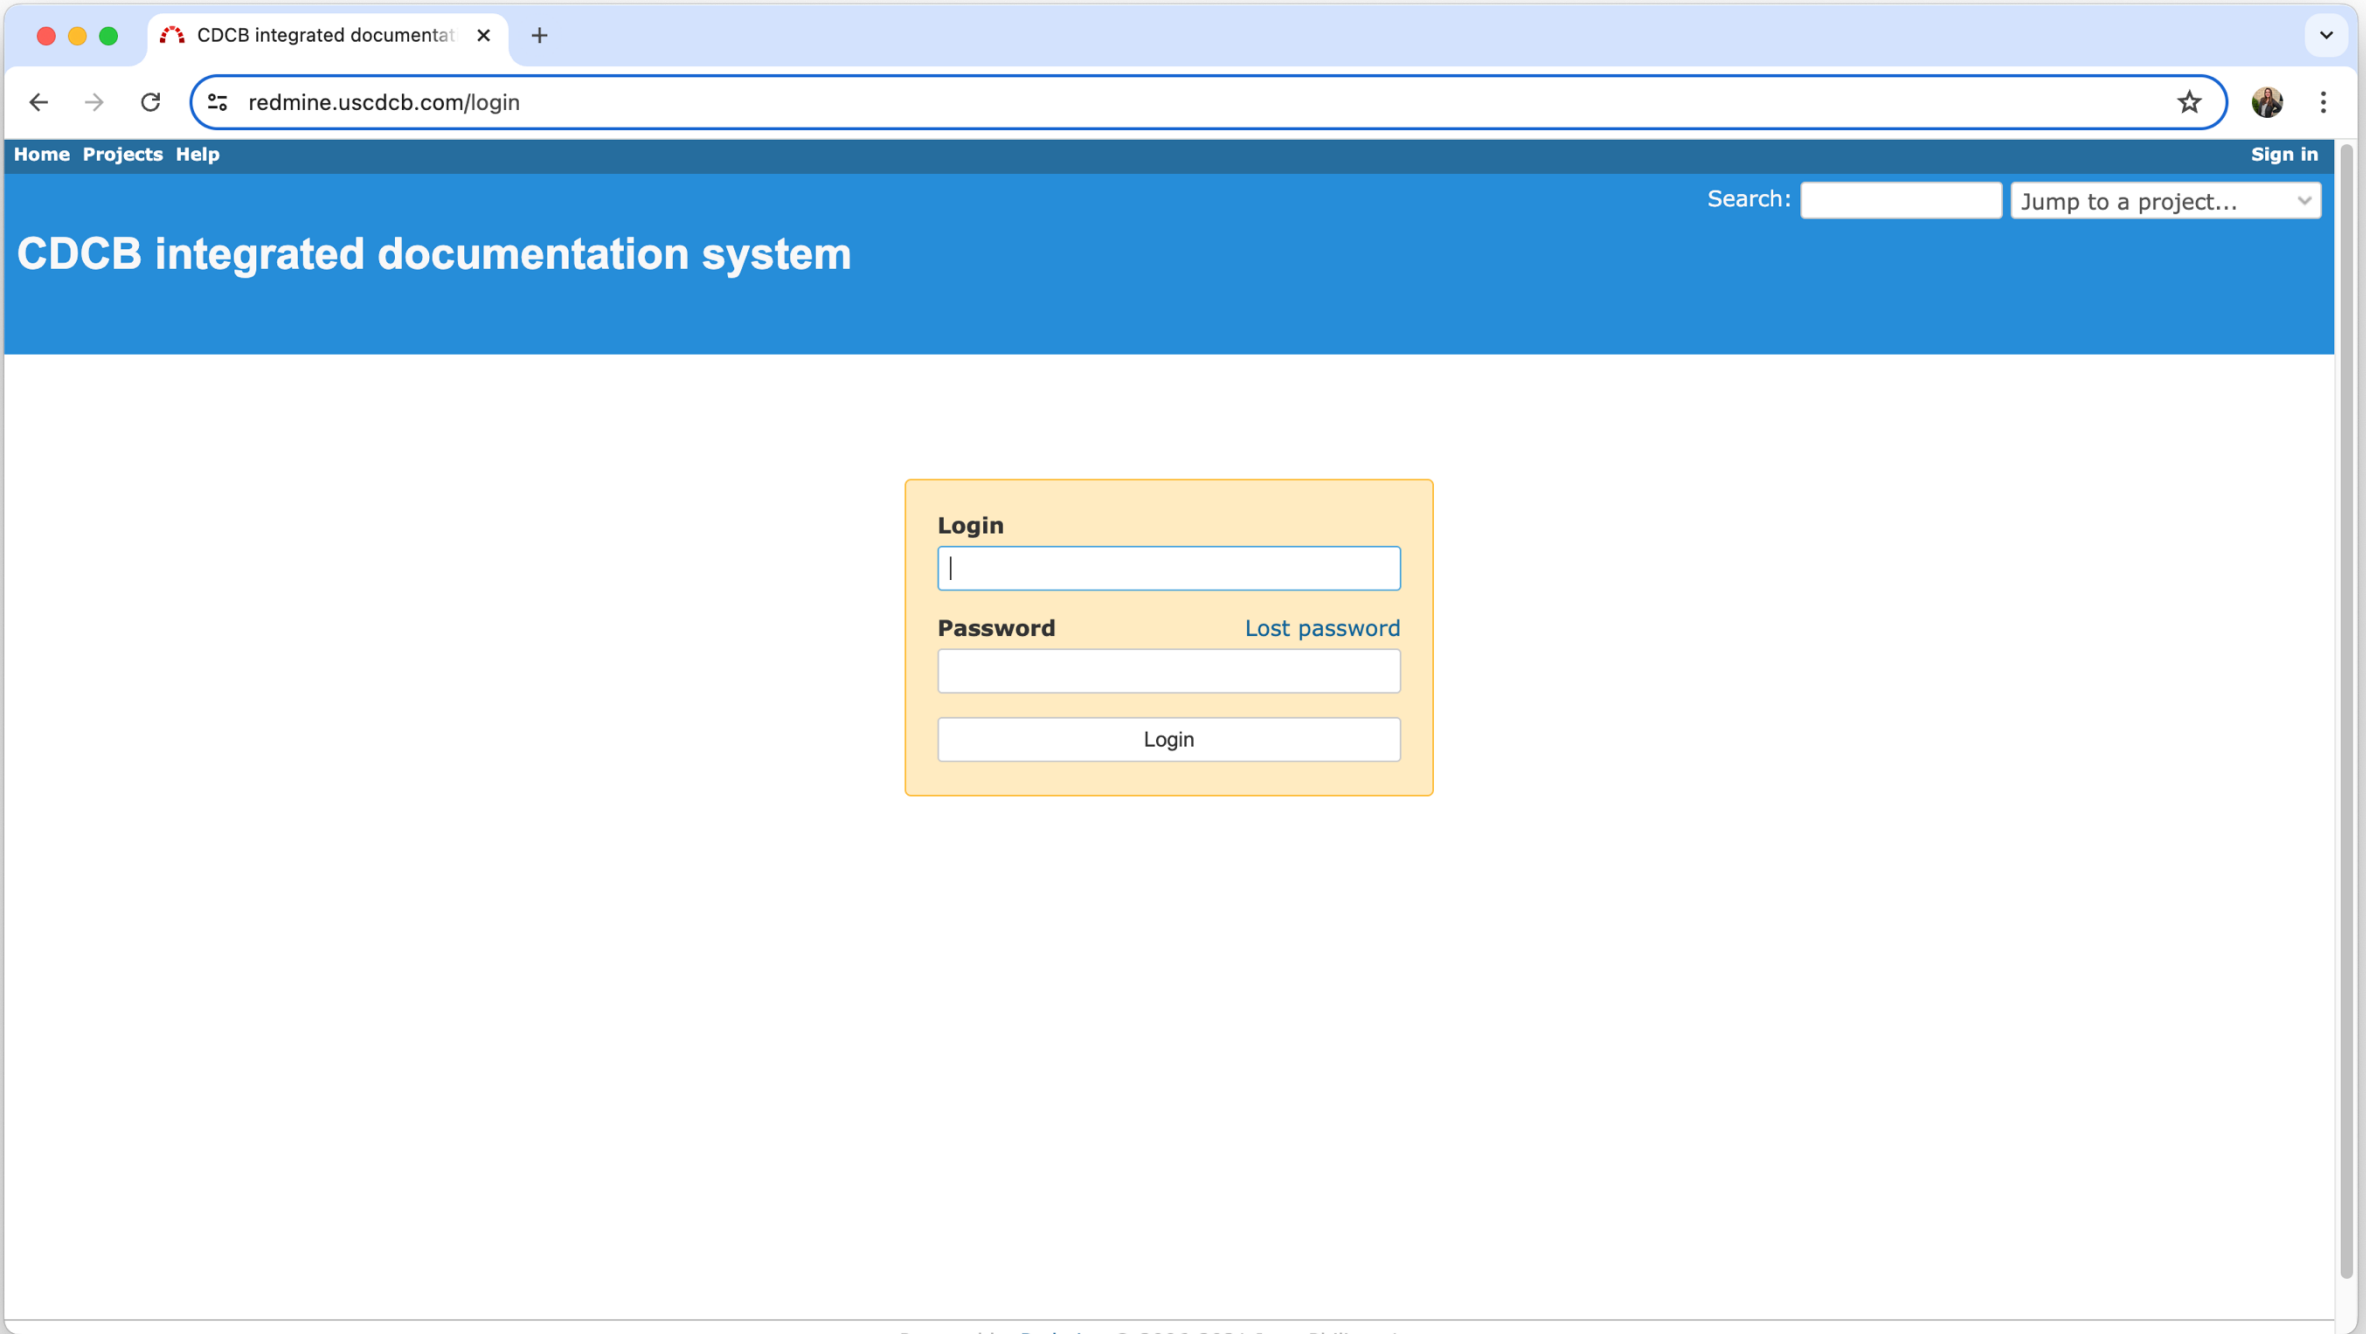 CDCB integrated documentat
redmine.uscdcb.com/login
Home Projects Help Sign in
Search: Jump to a project...
CDCB integrated documentation system
Login
Password Lost password
Login